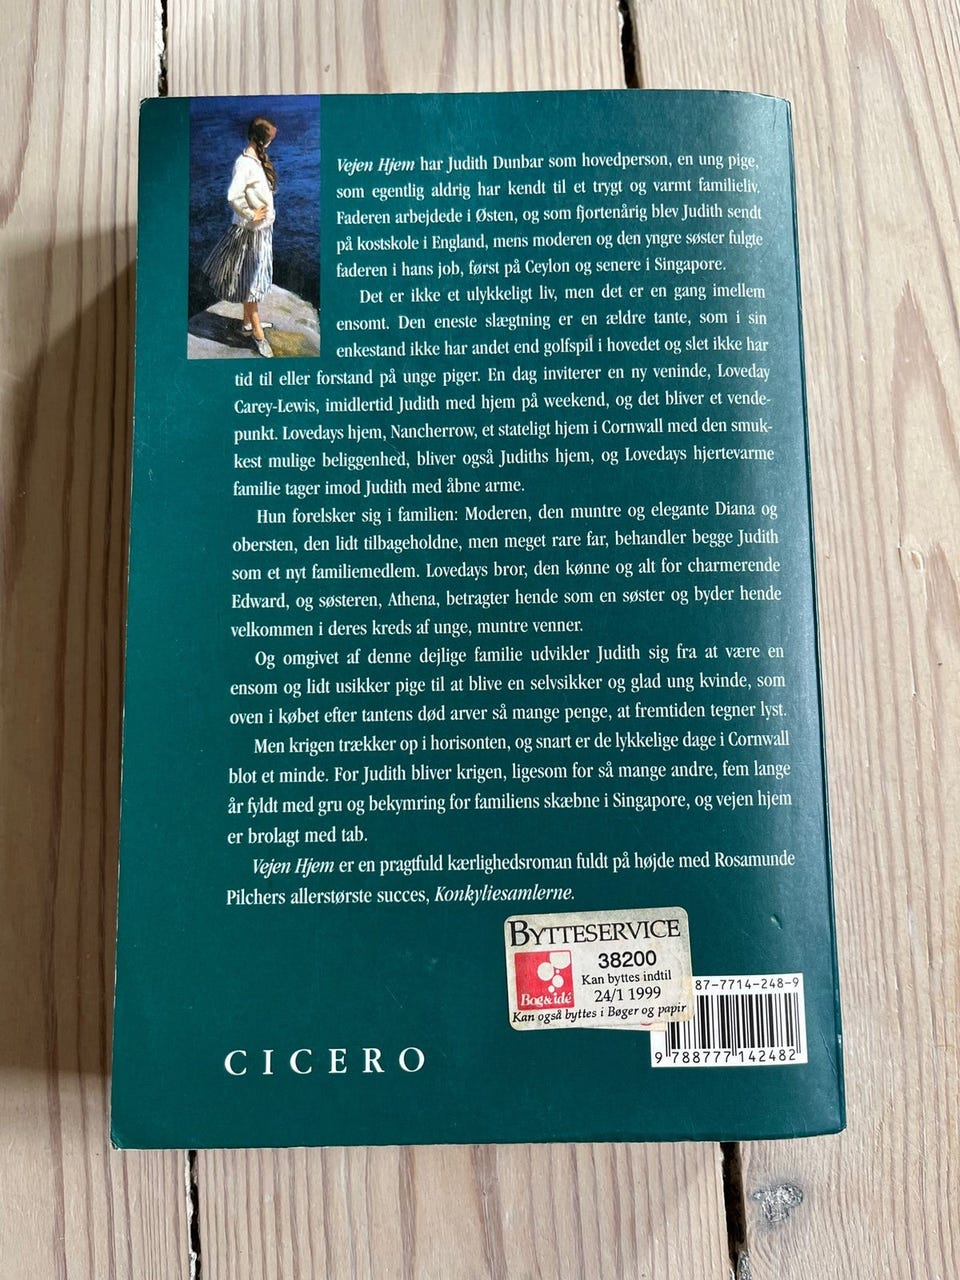 Vejen Hjem har Judith Dunbar som hovedperson, en ung pige,
som egentlig aldrig har kendt til et trygt og varmt familieliv.
Faderen arbejdede i Østen, og som fjortenårig blev Judith sendt
på kostskole i England, mens moderen og den yngre søster fulgte
faderen i hans job, først på Ceylon og senere i Singapore.
Det er ikke et ulykkeligt liv, men det er en gang imellem
ensomt. Den eneste slægtning er en ældre tante, som i sin
enkestand ikke har andet end golfspil i hovedet og slet ikke har
tid til eller forstand på unge piger. En dag inviterer en ny veninde, Loveday
Carey-Lewis, imidlertid Judith med hjem på weekend, og det bliver et vende-
punkt. Lovedays hjem, Nancherrow, et stateligt hjem i Cornwall med den smuk-
kest mulige beliggenhed, bliver også Judiths hjem, og Lovedays hjertevarme
familie tager imod Judith med åbne arme.
Hun forelsker sig i familien: Moderen, den muntre og elegante Diana og
obersten, den lidt tilbageholdne, men meget rare far, behandler begge Judith
som et nyt familiemedlem. Lovedays bror, den kønne og alt for charmerende
Edward, og søsteren, Athena, betragter hende som en søster og byder hende
velkommen i deres kreds af unge, muntre venner.
Og omgivet af denne dejlige familie udvikler Judith sig fra at være en
ensom og lidt usikker pige til at blive en selvsikker og glad ung kvinde, som
oven i købet efter tantens død arver så mange penge, at fremtiden tegner lyst.
Men krigen trækker op i horisonten, og snart er de lykkelige dage i Cornwall
blot et minde. For Judith bliver krigen, ligesom for så mange andre, fem lange
år fyldt med gru og bekymring for familiens skæbne i Singapore, og vejen hjem
er brolagt med tab.
Vejen Hjem er en pragtfuld kærlighedsroman fuldt på højde med Rosamunde
Pilchers allerstørste succes, Konkyliesamlerne.
BYTTESERVICE
38200
Kan byttes indtil
24/1 1999
Bog&idé
Kan også byttes i Bøger og papir
87-7714-248-9
9 788777 142482
CICERO